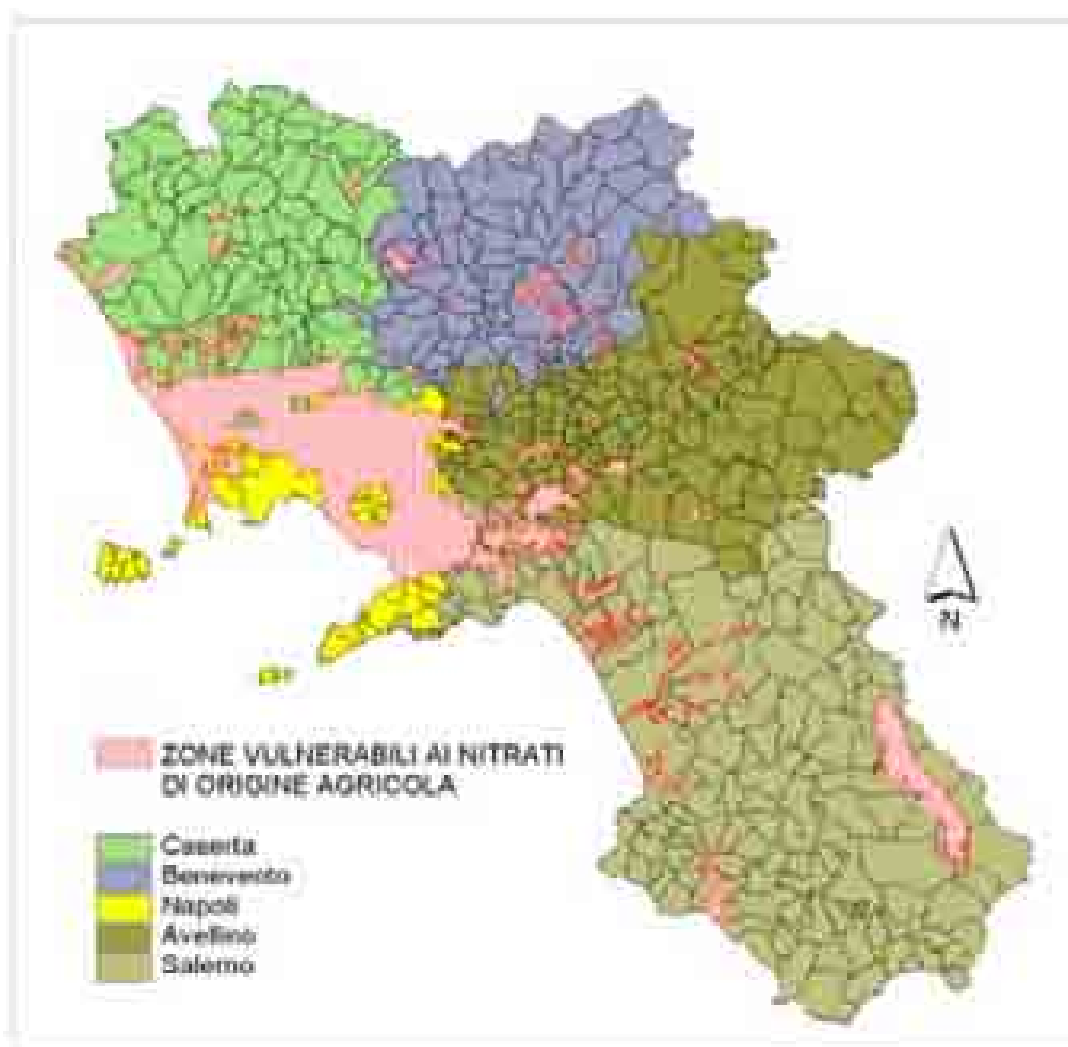 N
ZONE VULNERABILI AI NITRATI
DI ORIGINE AGRICOLA
Caserta
Benevento
Napoli
Avellino
Salerno